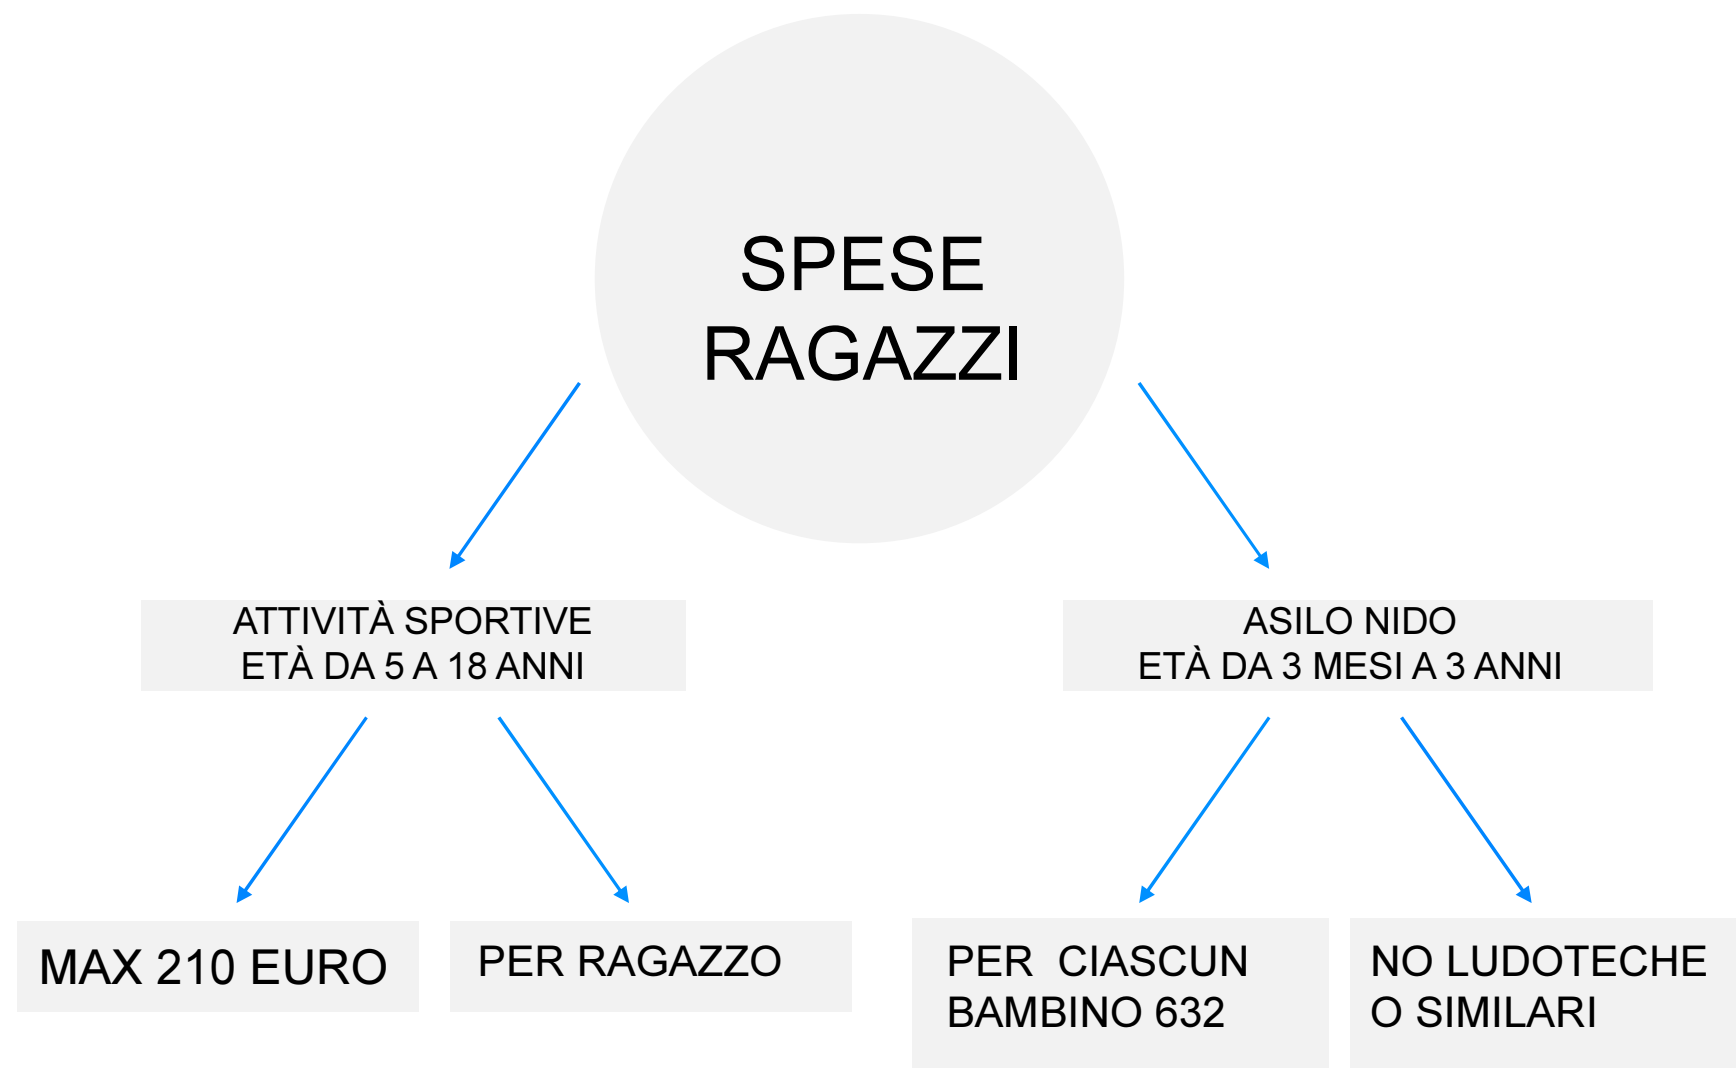 SPESE
RAGAZZI
ATTIVITÀ SPORTIVE
ETÀ DA 5 A 18 ANNI
ASILO NIDO
ETÀ DA 3 MESI A 3 ANNI
MAX 210 EURO
PER RAGAZZO
PER CIASCUN
BAMBINO 632
NO LUDOTECHE
O SIMILARI